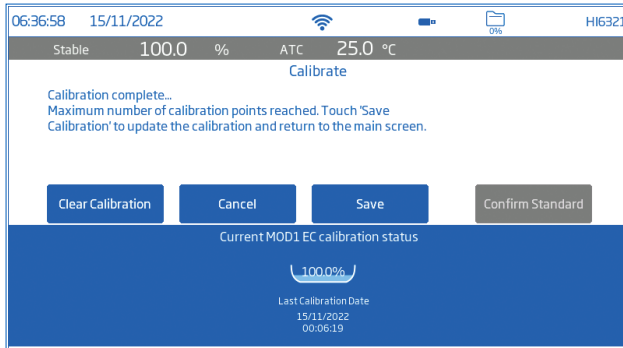 06:36:58 15/11/2022 0% HI6321
Stable 100.0 % ATC 25.0 °C
Calibrate
Calibration complete...
Maximum number of calibration points reached. Touch 'Save
Calibration' to update the calibration and return to the main screen.
Clear Calibration Cancel Save Confirm Standard
Current MOD1 EC calibration status
100.0%
Last Calibration Date
15/11/2022
00:06:19